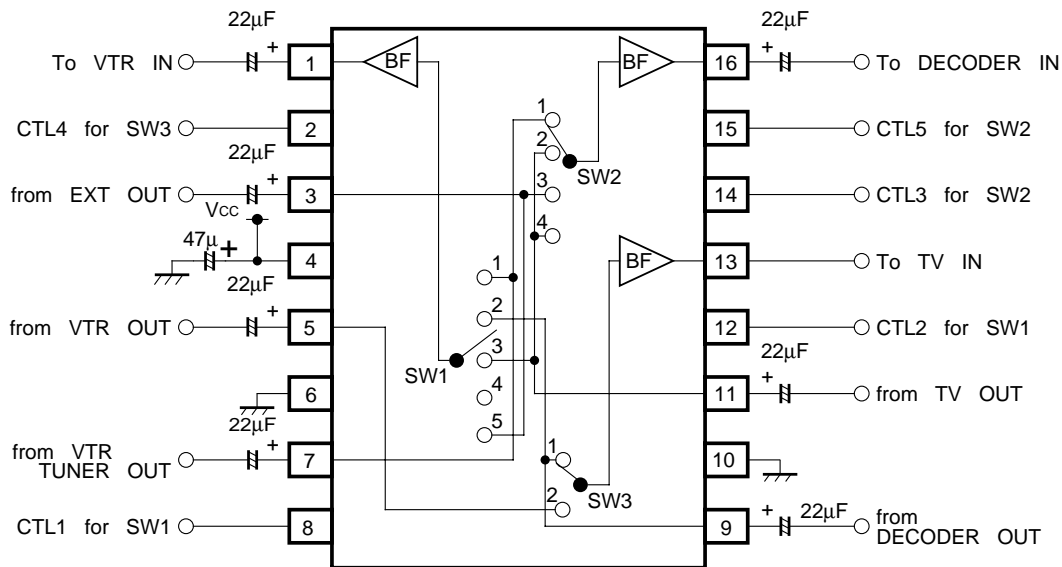 22μF
To VTR IN
+
1
BF
BF
16
22μF
+
To DECODER IN
CTL4 for SW3
2
1
2
SW2
15
CTL5 for SW2
22μF
from EXT OUT
+
3
3
4
14
CTL3 for SW2
VCC
47μ
+
4
BF
13
To TV IN
22μF
from VTR OUT
+
5
1
2
3
4
5
SW1
12
CTL2 for SW1
22μF
6
11
+
from TV OUT
22μF
from VTR
TUNER OUT
+
7
1
2
SW3
10
CTL1 for SW1
8
9
+
22μF
from
DECODER OUT